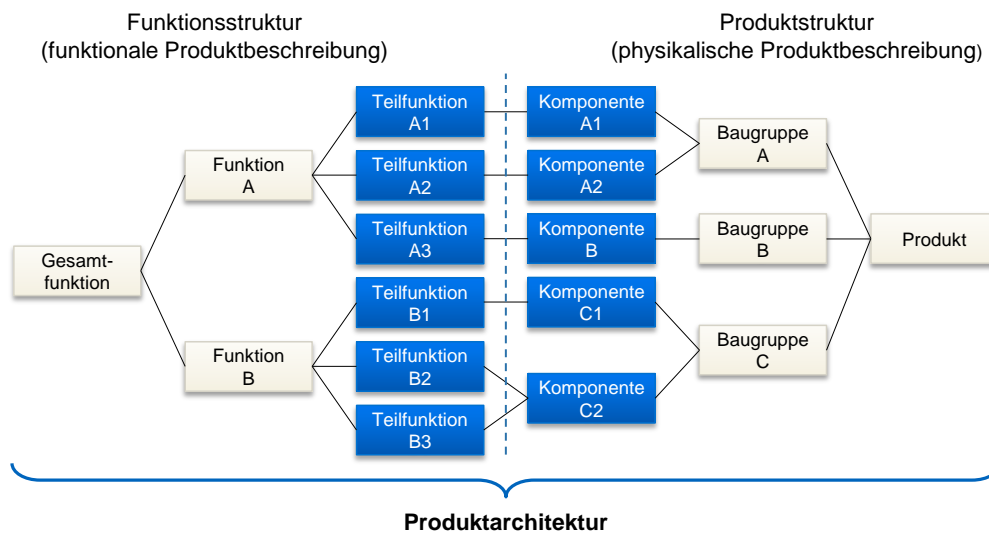 Funktionsstruktur
(funktionale Produktbeschreibung)
Produktstruktur
(physikalische Produktbeschreibung)
Gesamt-
funktion
Funktion
A
Funktion
B
Teilfunktion
A1
Teilfunktion
A2
Teilfunktion
A3
Teilfunktion
B1
Teilfunktion
B2
Teilfunktion
B3
Komponente
A1
Komponente
A2
Komponente
B
Komponente
C1
Komponente
C2
Baugruppe
A
Baugruppe
B
Baugruppe
C
Produkt
Produktarchitektur